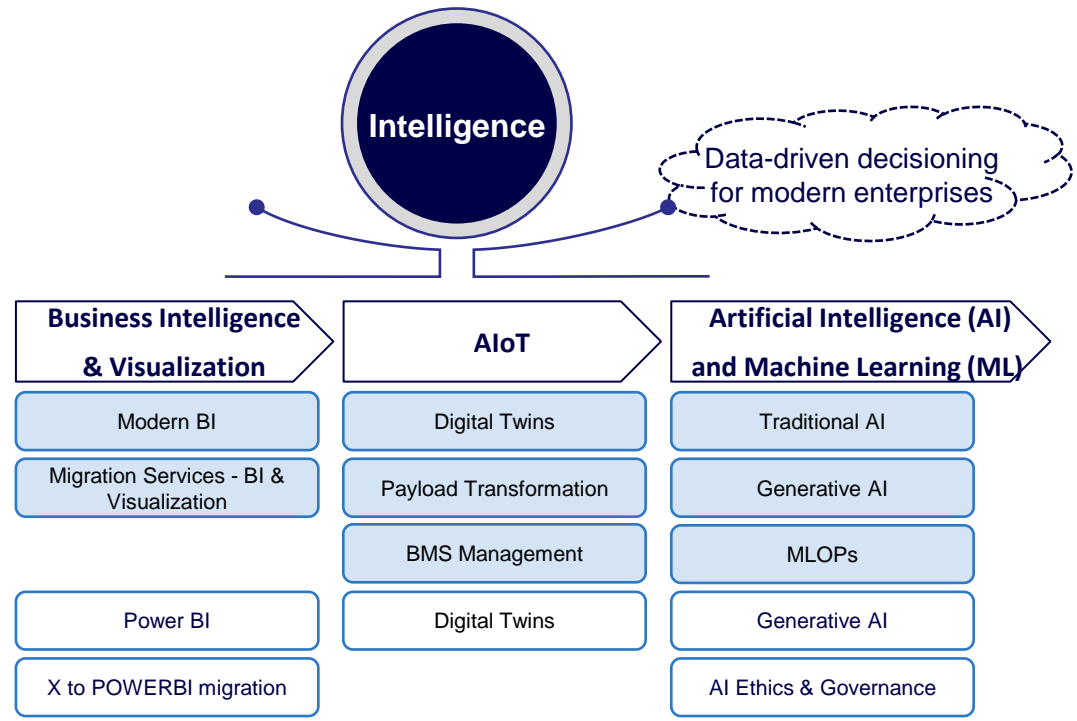 Intelligence
Data-driven decisioning
for modern enterprises
Business Intelligence
& Visualization
AIoT
Artificial Intelligence (AI)
and Machine Learning (ML)
Modern BI
Digital Twins
Traditional AI
Migration Services - BI &
Visualization
Payload Transformation
Generative AI
BMS Management
MLOPs
Power BI
Digital Twins
Generative AI
X to POWERBI migration
AI Ethics & Governance